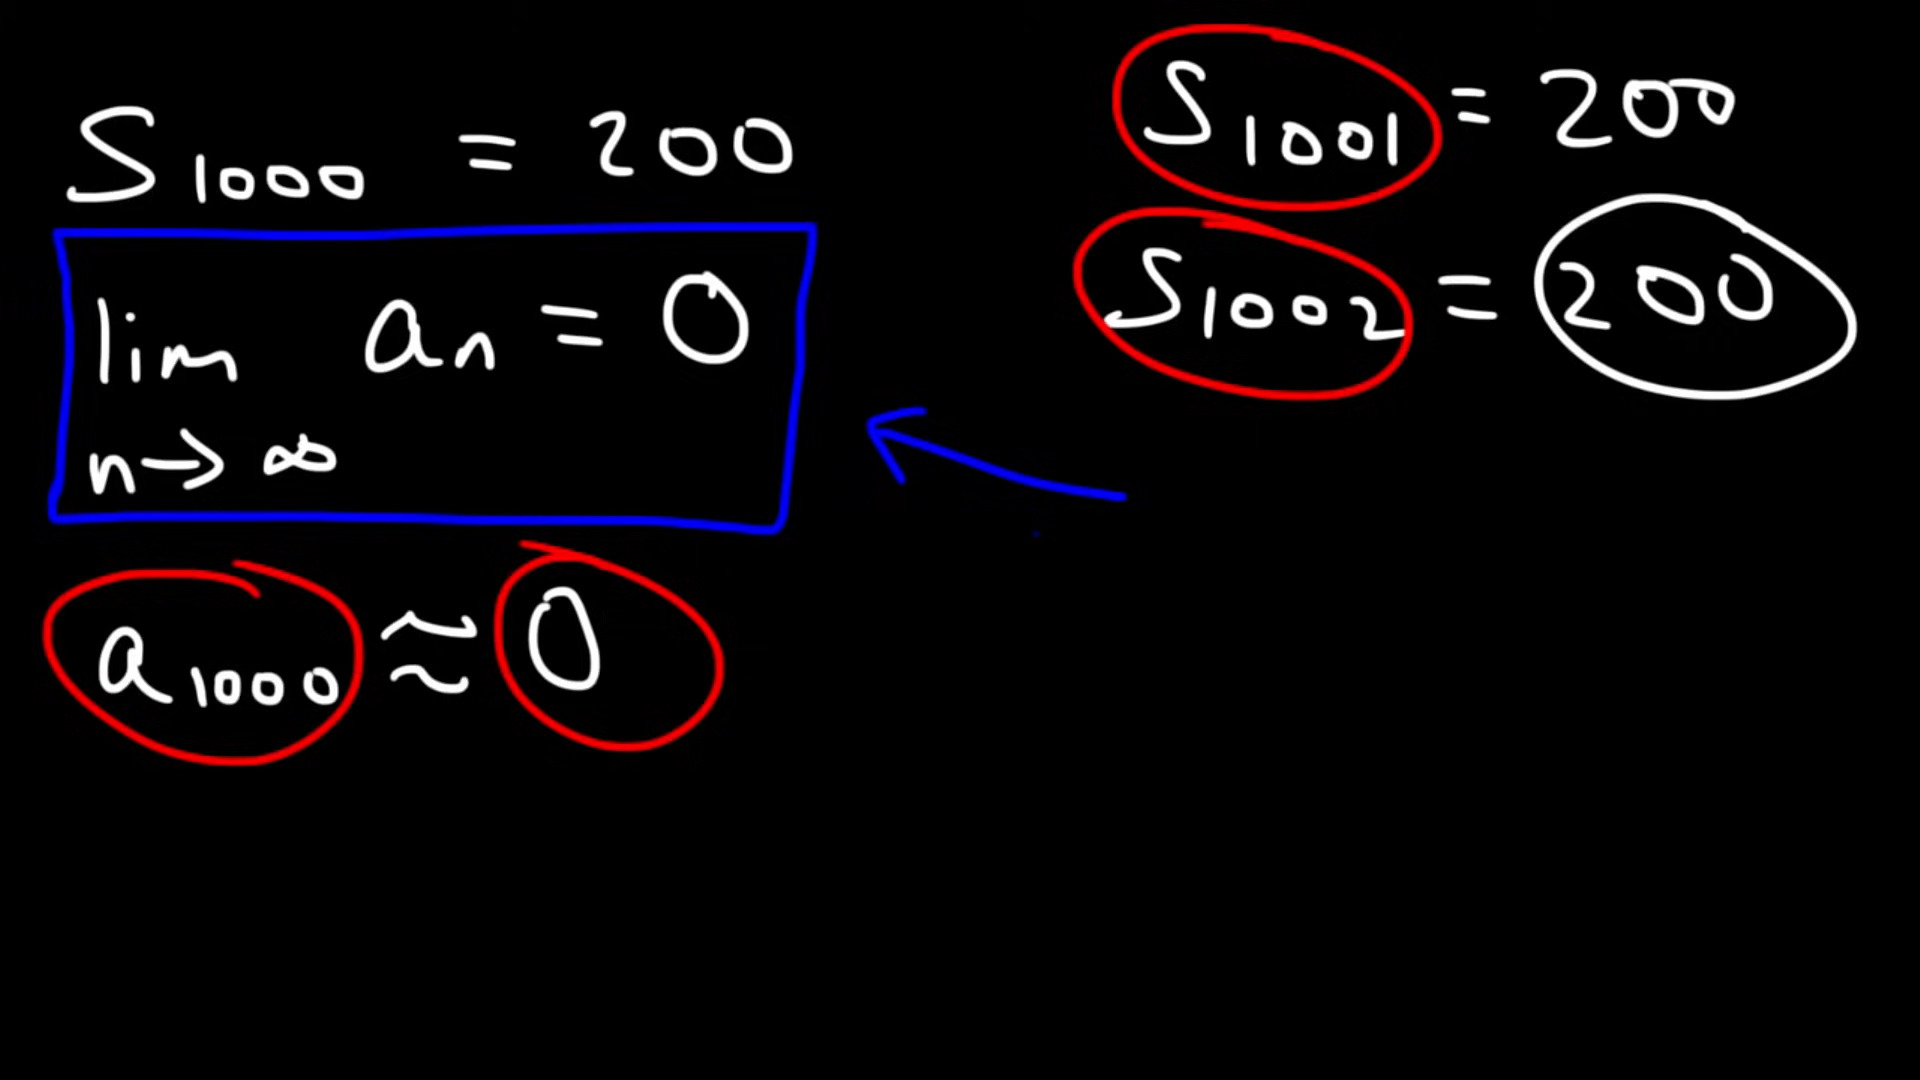 S₁₀₀₀ = 200
lim aₙ = 0
n→∞
a₁₀₀₀ ≈ 0
S₁₀₀₁ = 200
S₁₀₀₂ = 200